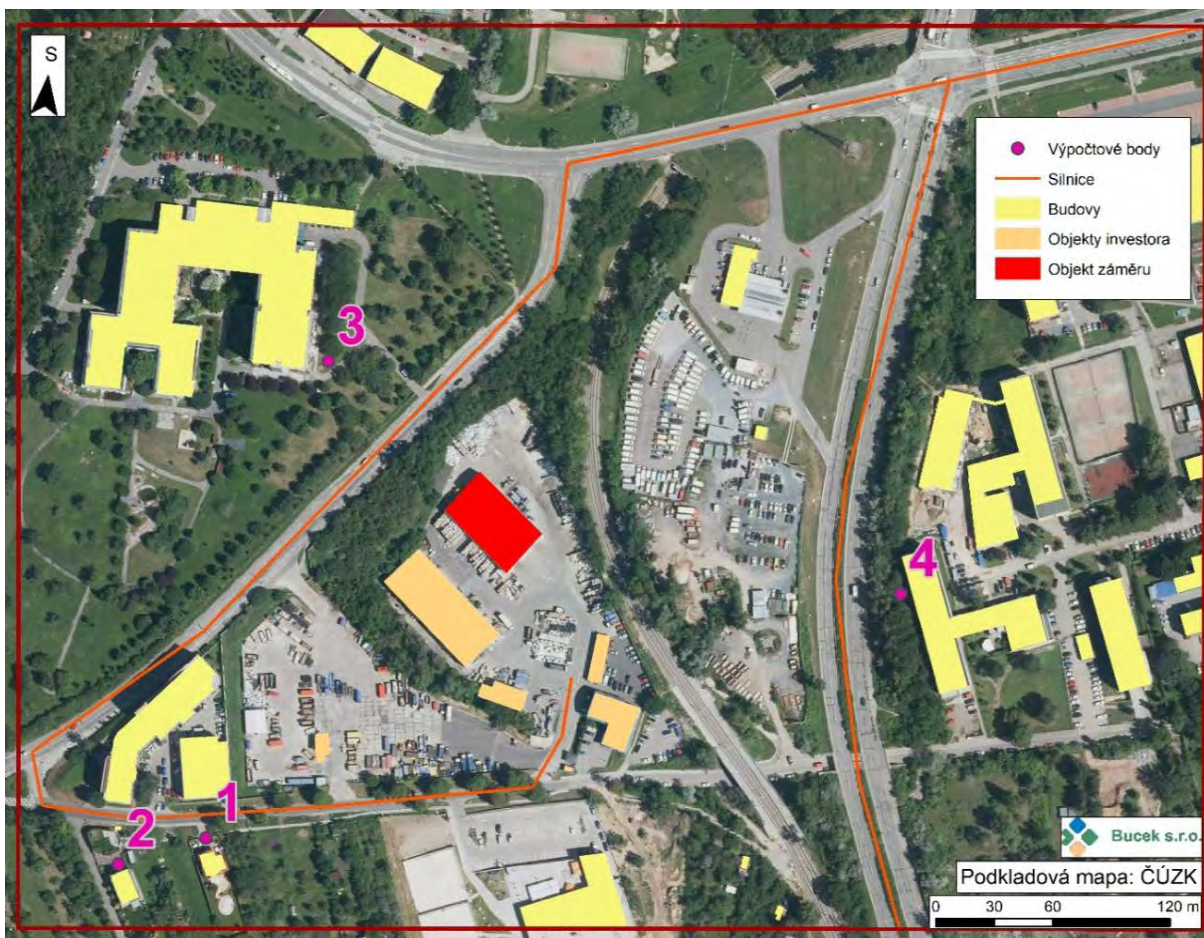 S
Výpočtové body
Silnice
Budovy
Objekty investora
Objekt záměru
3
4
1
2
Bucek s.r.o.
Podkladová mapa: ČÚZK
0 30 60 120 m